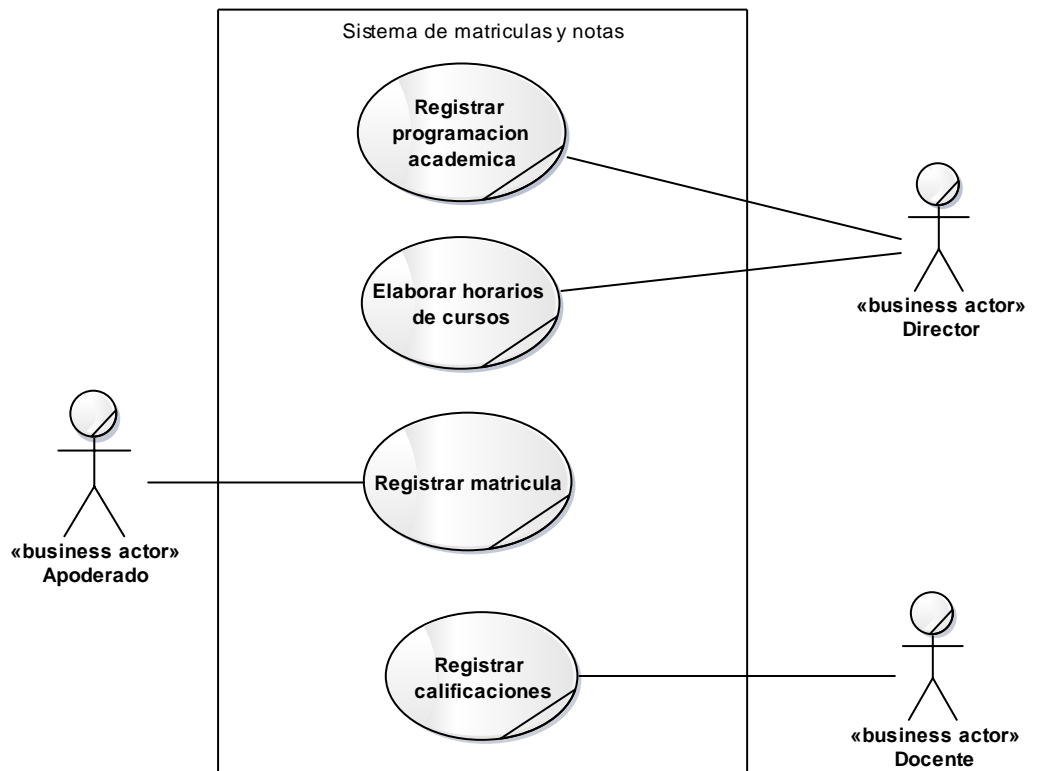 Sistema de matriculas y notas
Registrar
programacion
academica
Elaborar horarios
de cursos
«business actor»
Director
Registrar matricula
«business actor»
Apoderado
Registrar
calificaciones
«business actor»
Docente